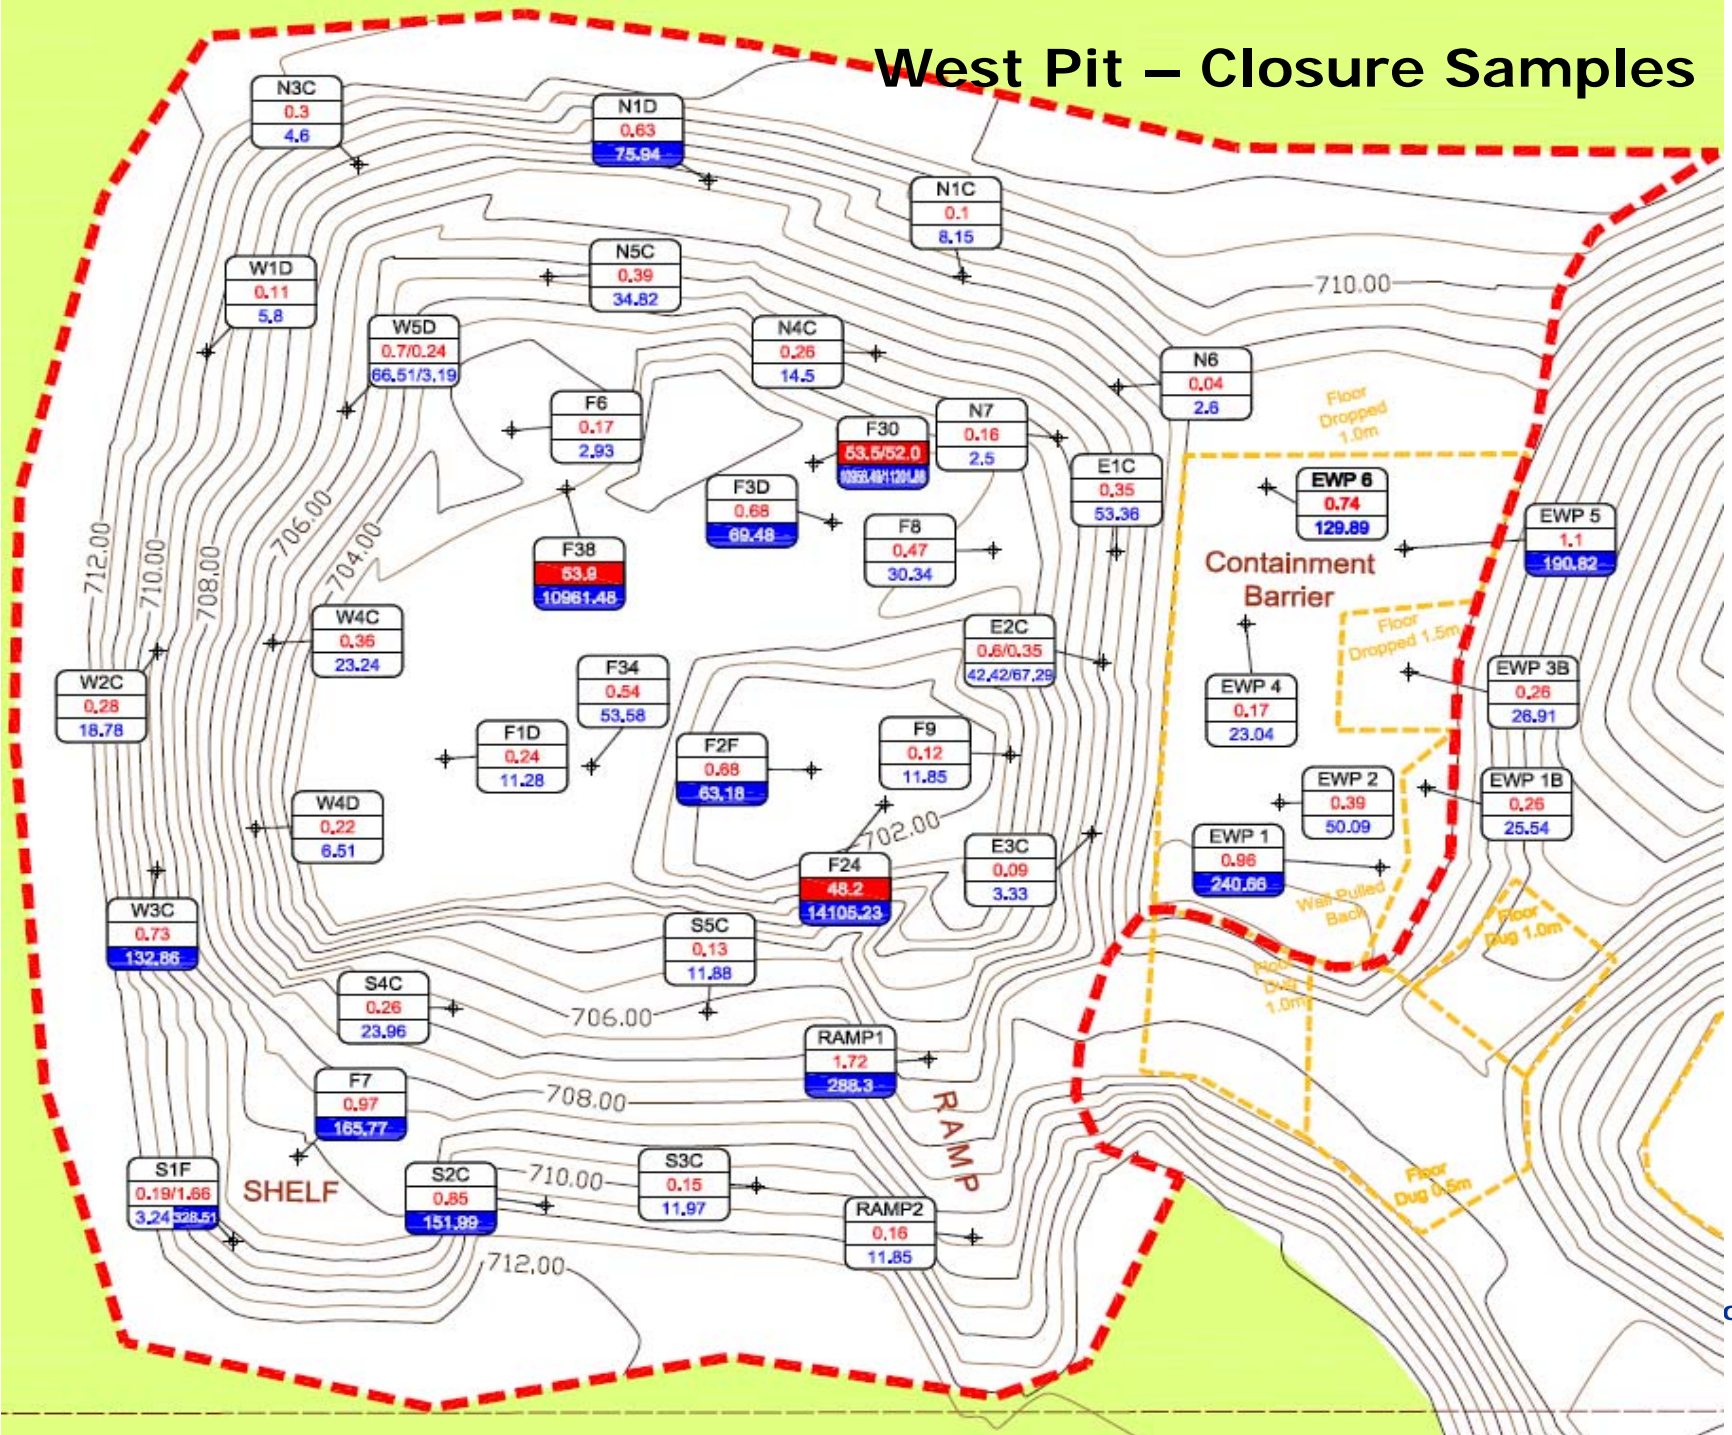 West Pit – Closure Samples
N3C
0.3
4.6
N1D
0.63
75.94
N1C
0.1
8.15
W1D
0.11
5.8
N5C
0.39
34.82
710.00
W5D
0.7/0.24
66.51/3.19
N4C
0.26
14.5
N6
0.04
2.6
F6
0.17
2.93
Floor
Dropped
1.0m
F30
53.5/52.0
N7
0.16
2.5
E1C
0.35
53.36
F3D
0.68
69.48
EWP 6
0.74
129.89
F8
0.47
30.34
EWP 5
1.1
190.82
712.00
710.00
708.00
706.00
704.00
F38
53.9
10961.48
Containment
Barrier
W4C
0.36
23.24
E2C
0.6/0.35
42.42/67.29
Floor
Dropped 1.5m
W2C
0.28
18.78
F34
0.54
53.58
EWP 4
0.17
23.04
EWP 3B
0.26
26.91
F1D
0.24
11.28
F2F
0.68
63.18
F9
0.12
11.85
EWP 2
0.39
50.09
EWP 1B
0.26
25.54
W4D
0.22
6.51
702.00
EWP 1
0.96
240.66
E3C
0.09
3.33
F24
48.2
14105.23
Wall Pulled
Back
W3C
0.73
132.86
S5C
0.13
11.88
Floor
Dug 1.0m
Floor
Dug
1.0m
S4C
0.26
23.96
706.00
RAMP1
1.72
288.3
F7
0.97
165.77
708.00
RAMP
S1F
0.19/1.66
3.24 328.51
SHELF
S2C
0.85
151.99
710.00
S3C
0.15
11.97
Floor
Dug 0.5m
RAMP2
0.16
11.85
712.00